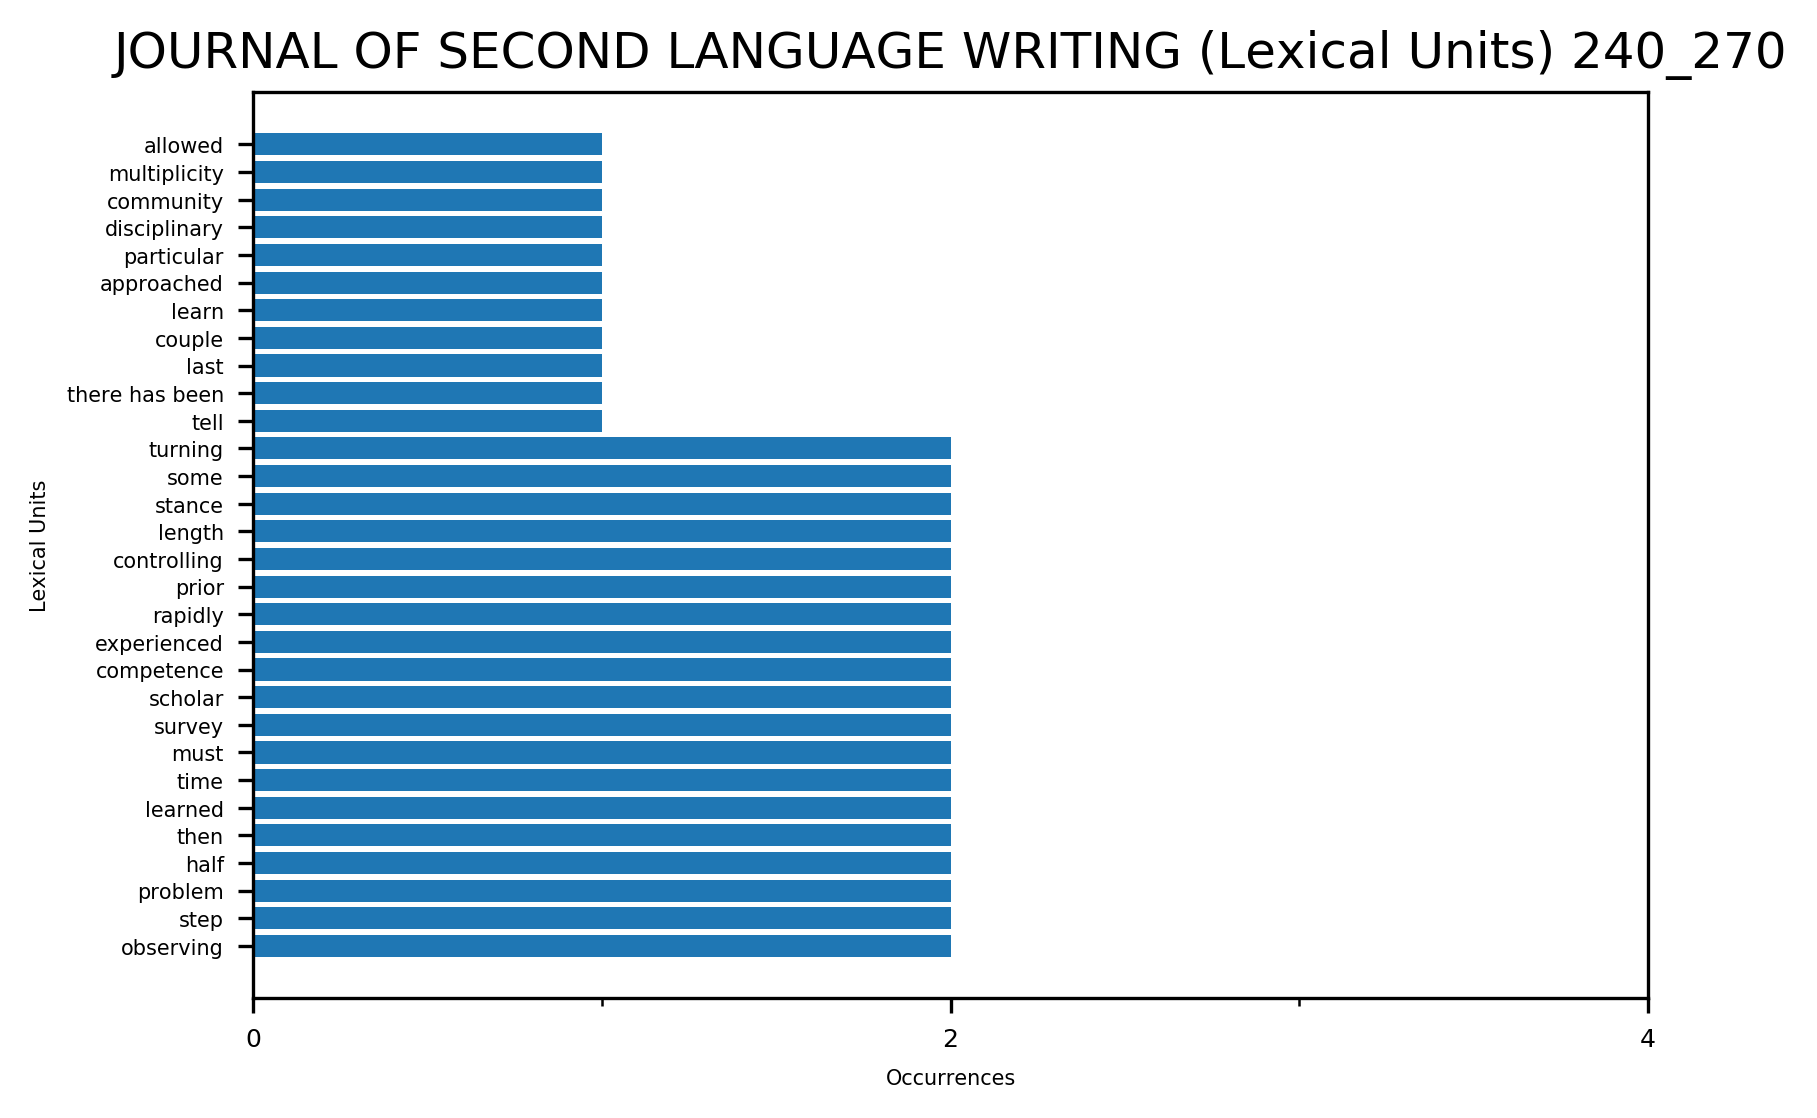 JOURNAL OF SECOND LANGUAGE WRITING (Lexical Units) 240_270
Lexical Units
allowed
multiplicity
community
disciplinary
particular
approached
learn
couple
last
there has been
tell
turning
some
stance
length
controlling
prior
rapidly
experienced
competence
scholar
survey
must
time
learned
then
half
problem
step
observing
0 2 4
Occurrences